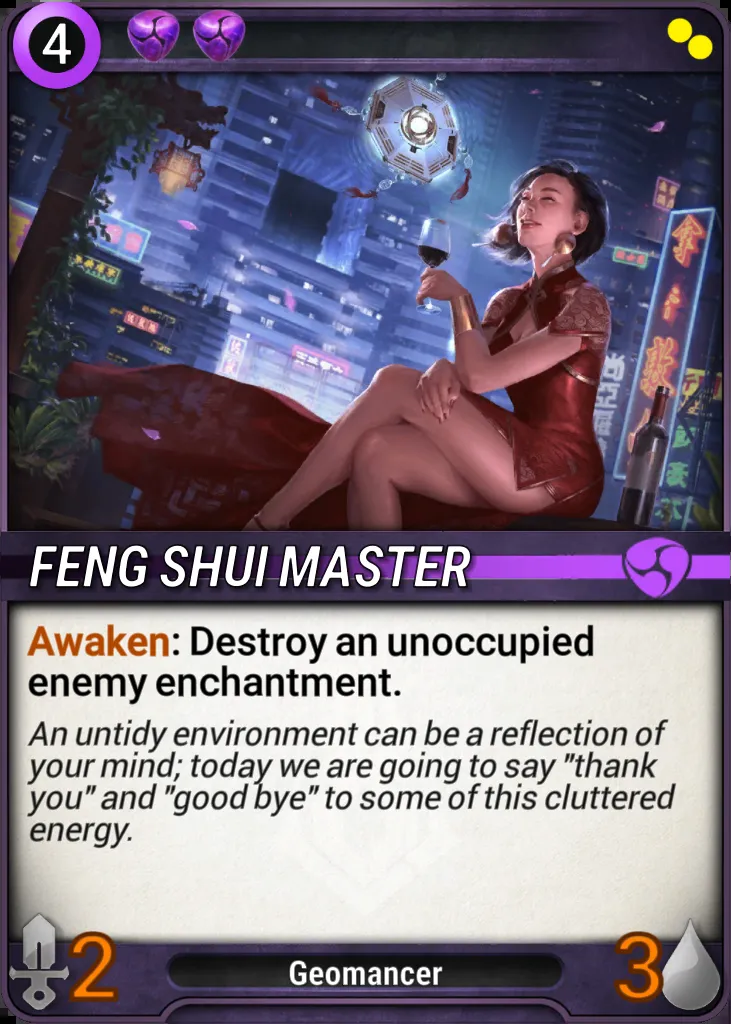 4
FENG SHUI MASTER
Awaken: Destroy an unoccupied
enemy enchantment.
An untidy environment can be a reflection of
your mind; today we are going to say "thank
you" and "good bye" to some of this cluttered
energy.
2
Geomancer
3